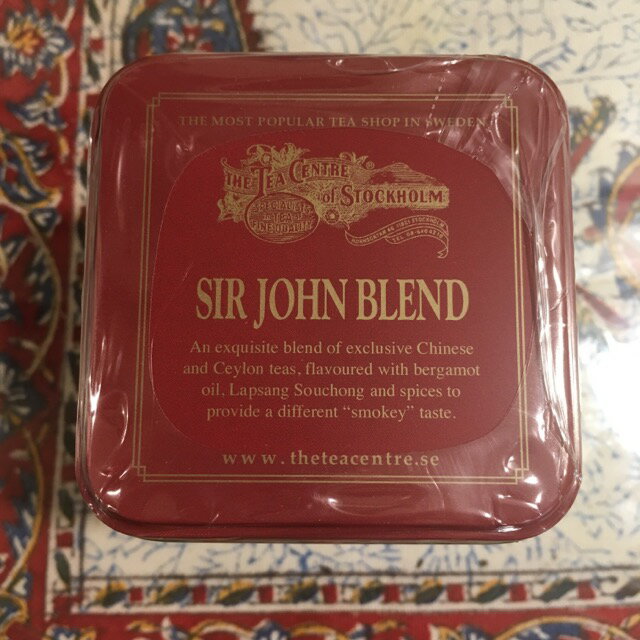 THE MOST POPULAR TEA SHOP IN SWEDEN
THE TEA CENTRE
of STOCKHOLM
SIR JOHN BLEND
An exquisite blend of exclusive Chinese
and Ceylon teas, flavoured with bergamot
oil, Lapsang Souchong and spices to
provide a different “smokey” taste.
www.theteacentre.se